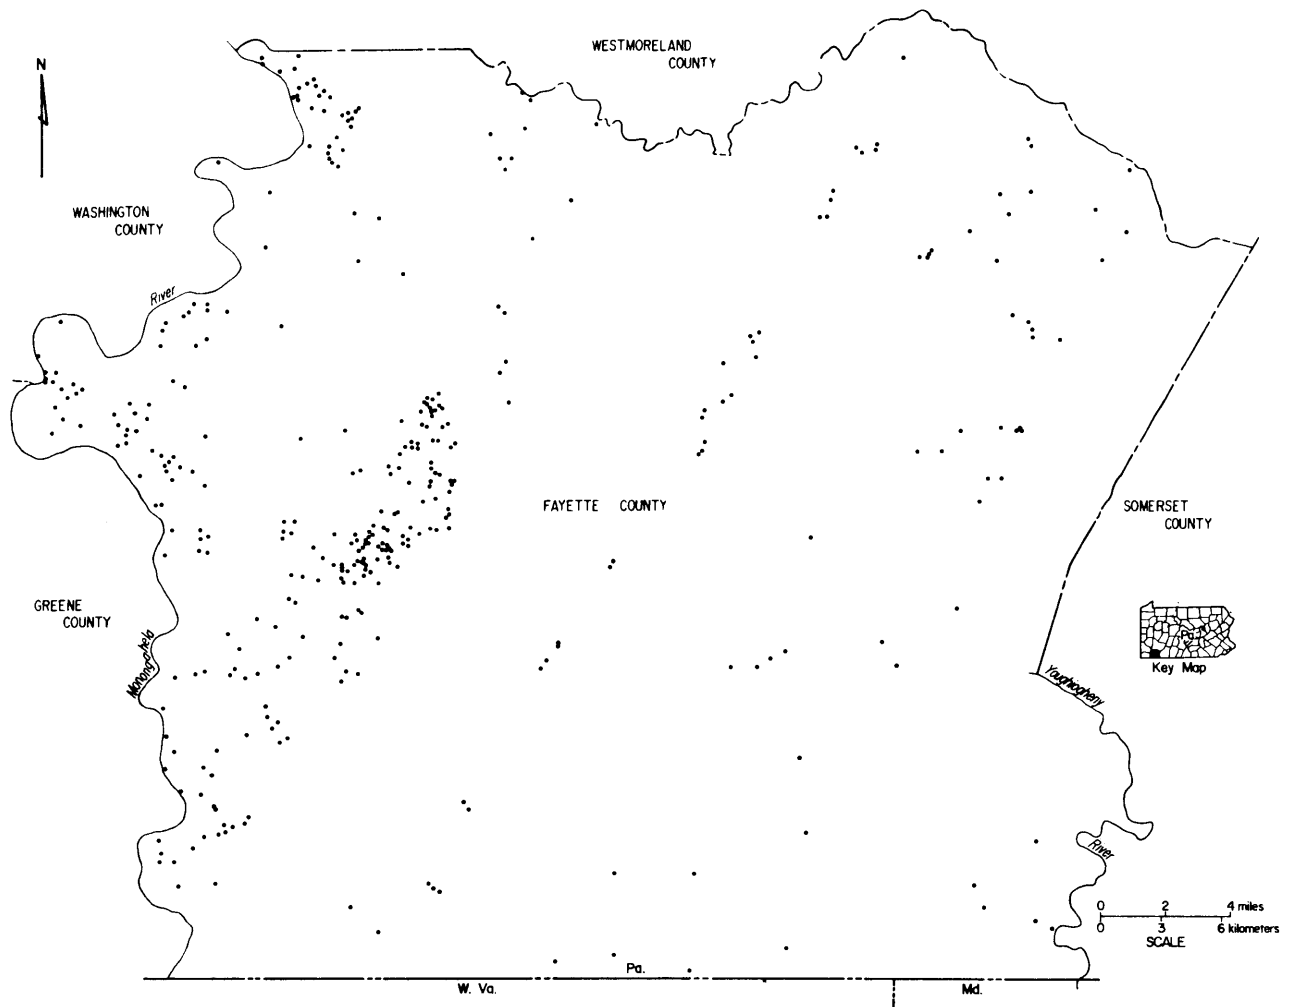 WESTMORELAND
COUNTY
N
WASHINGTON
COUNTY
River
FAYETTE COUNTY
SOMERSET
COUNTY
GREENE
COUNTY
Monongahela
Pa.
Key Map
Youghiogheny
River
0 2 4 miles
0 3 6 kilometers
SCALE
Pa.
W. Va.
Md.